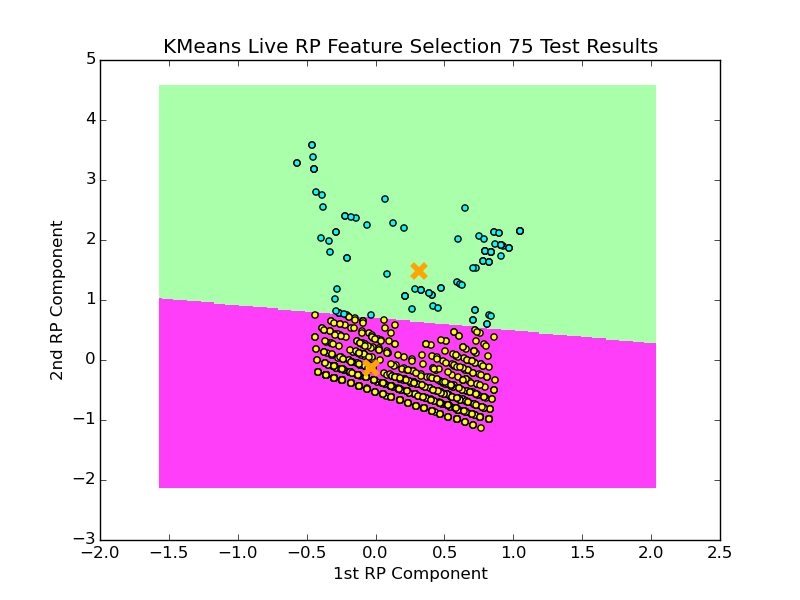 KMeans Live RP Feature Selection 75 Test Results
5
4
3
2
1
0
−1
−2
−3
2nd RP Component
−2.0 −1.5 −1.0 −0.5 0.0 0.5 1.0 1.5 2.0 2.5
1st RP Component